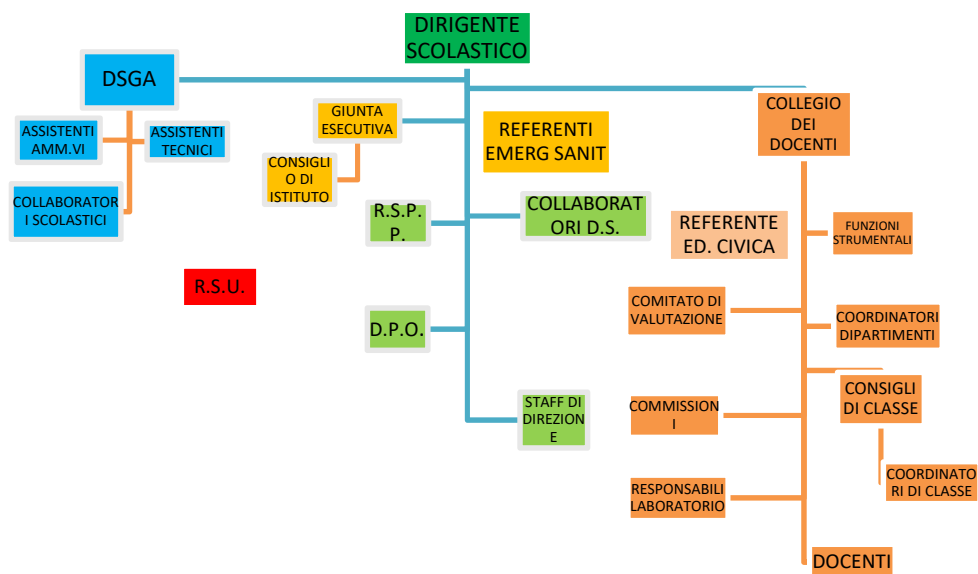 DIRIGENTE
SCOLASTICO
DSGA
ASSISTENTI
AMM.VI
ASSISTENTI
TECNICI
COLLABORATOR
I SCOLASTICI
GIUNTA
ESECUTIVA
CONSIGLI
O DI
ISTITUTO
REFERENTI
EMERG SANIT
R.S.P.
P.
COLLABORAT
ORI D.S.
R.S.U.
D.P.O.
STAFF DI
DIREZION
E
COLLEGIO
DEI
DOCENTI
REFERENTE
ED. CIVICA
FUNZIONI
STRUMENTALI
COMITATO DI
VALUTAZIONE
COORDINATORI
DIPARTIMENTI
CONSIGLI
DI CLASSE
COMMISSION
I
COORDINATO
RI DI CLASSE
RESPONSABILI
LABORATORIO
DOCENTI